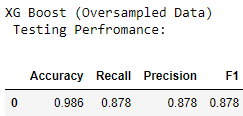 XG Boost (Oversampled Data)
Testing Perfromance:
Accuracy Recall Precision F1
0 0.986 0.878 0.878 0.878